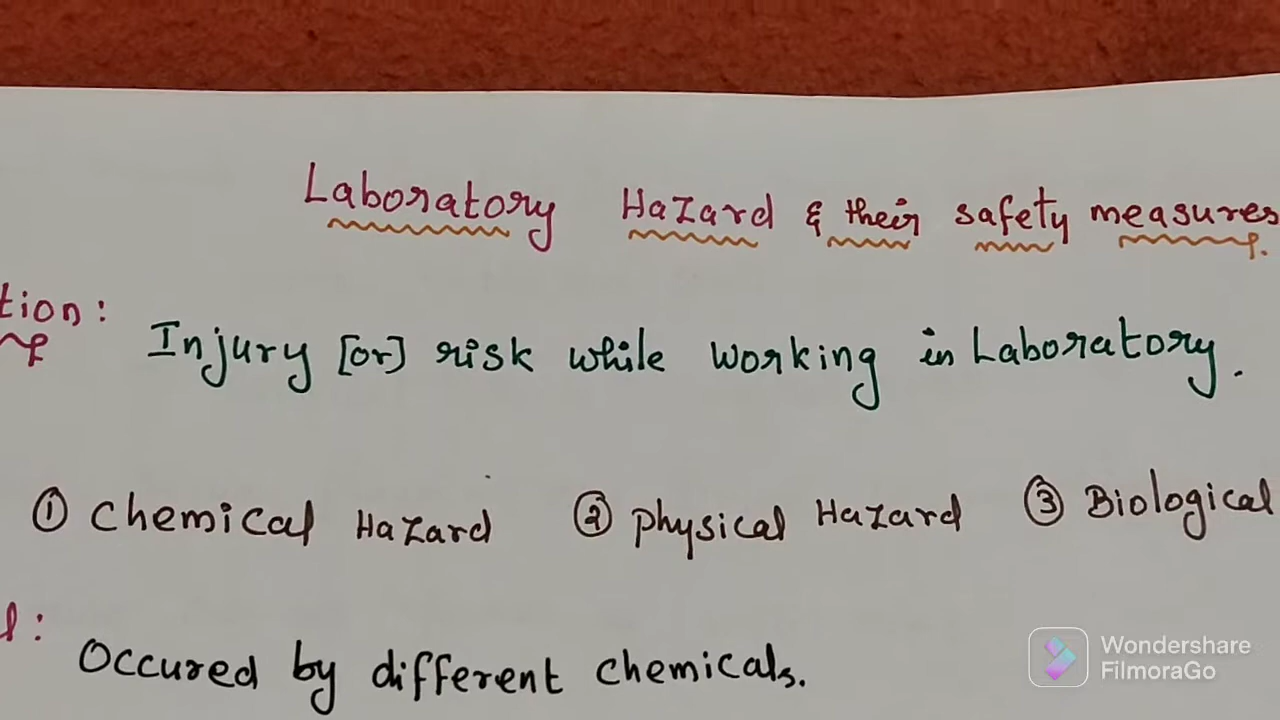 Laboratory Hazard & their safety measures
tion:
Injury [or] risk while working in Laboratory.
① Chemical Hazard ② Physical Hazard ③ Biological
Occured by different chemicals.
Wondershare
FilmoraGo